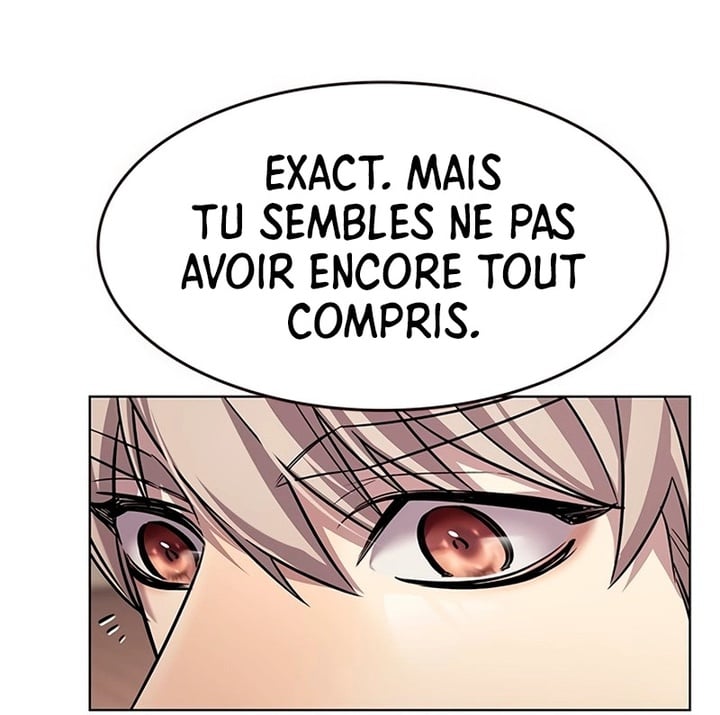 EXACT. MAIS
TU SEMBLES NE PAS
AVOIR ENCORE TOUT
COMPRIS.